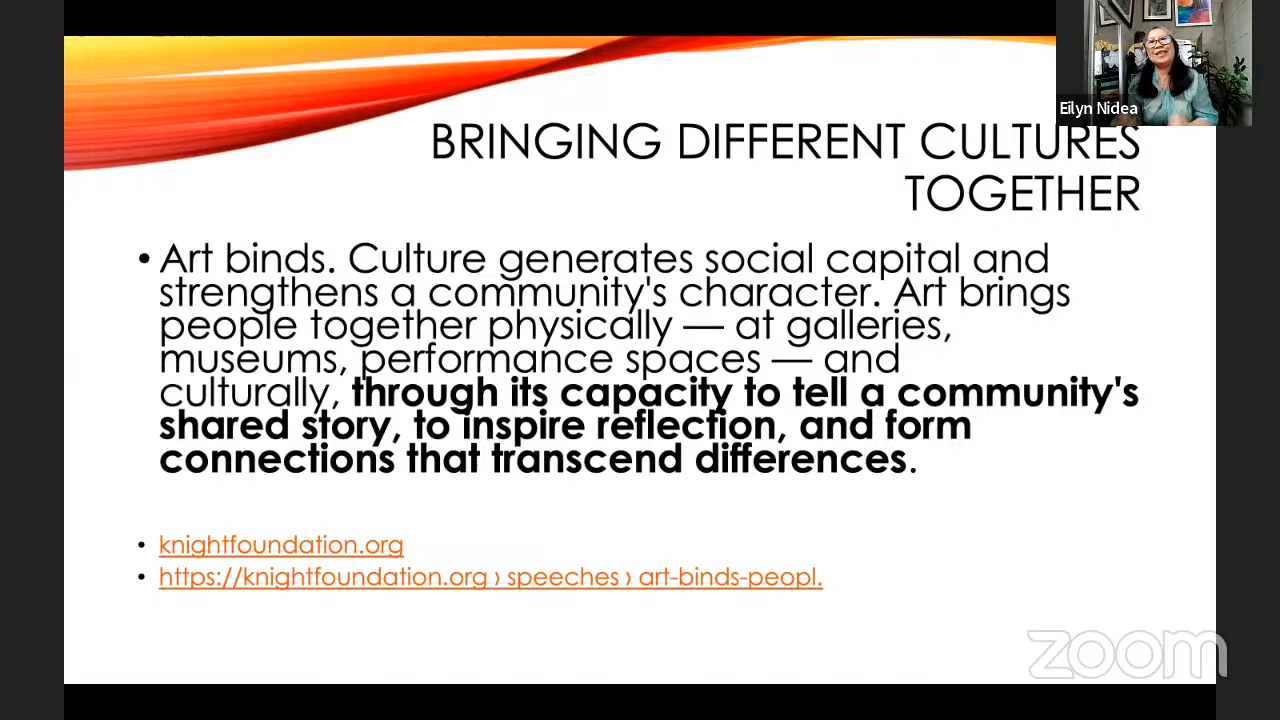 Eilyn Nidea
BRINGING DIFFERENT CULTURES
TOGETHER
• Art binds. Culture generates social capital and
strengthens a community's character. Art brings
people together physically — at galleries,
museums, performance spaces — and
culturally, through its capacity to tell a community's
shared story, to inspire reflection, and form
connections that transcend differences.
• knightfoundation.org
• https://knightfoundation.org › speeches › art-binds-peopl.
zoom